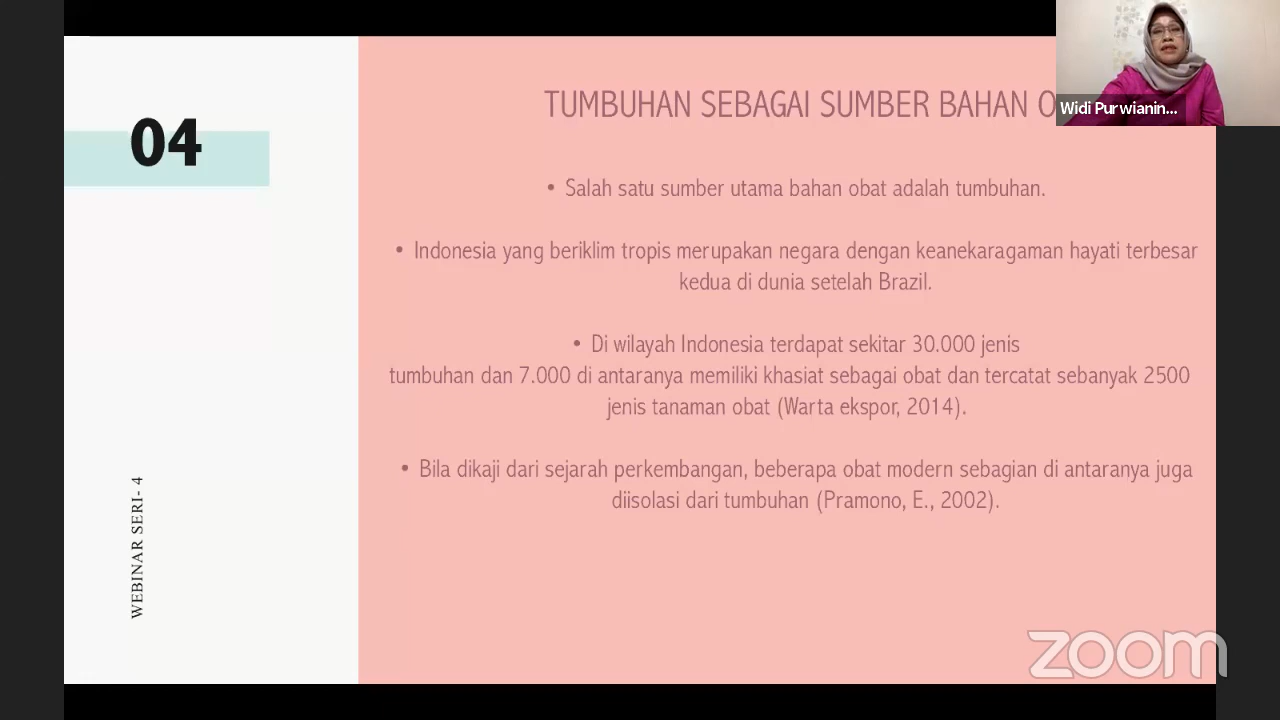 04
TUMBUHAN SEBAGAI SUMBER BAHAN O
Widi Purwianin...
• Salah satu sumber utama bahan obat adalah tumbuhan.
• Indonesia yang beriklim tropis merupakan negara dengan keanekaragaman hayati terbesar
kedua di dunia setelah Brazil.
• Di wilayah Indonesia terdapat sekitar 30.000 jenis
tumbuhan dan 7.000 di antaranya memiliki khasiat sebagai obat dan tercatat sebanyak 2500
jenis tanaman obat (Warta ekspor, 2014).
• Bila dikaji dari sejarah perkembangan, beberapa obat modern sebagian di antaranya juga
diisolasi dari tumbuhan (Pramono, E., 2002).
WEBINAR SERI- 4
zoom